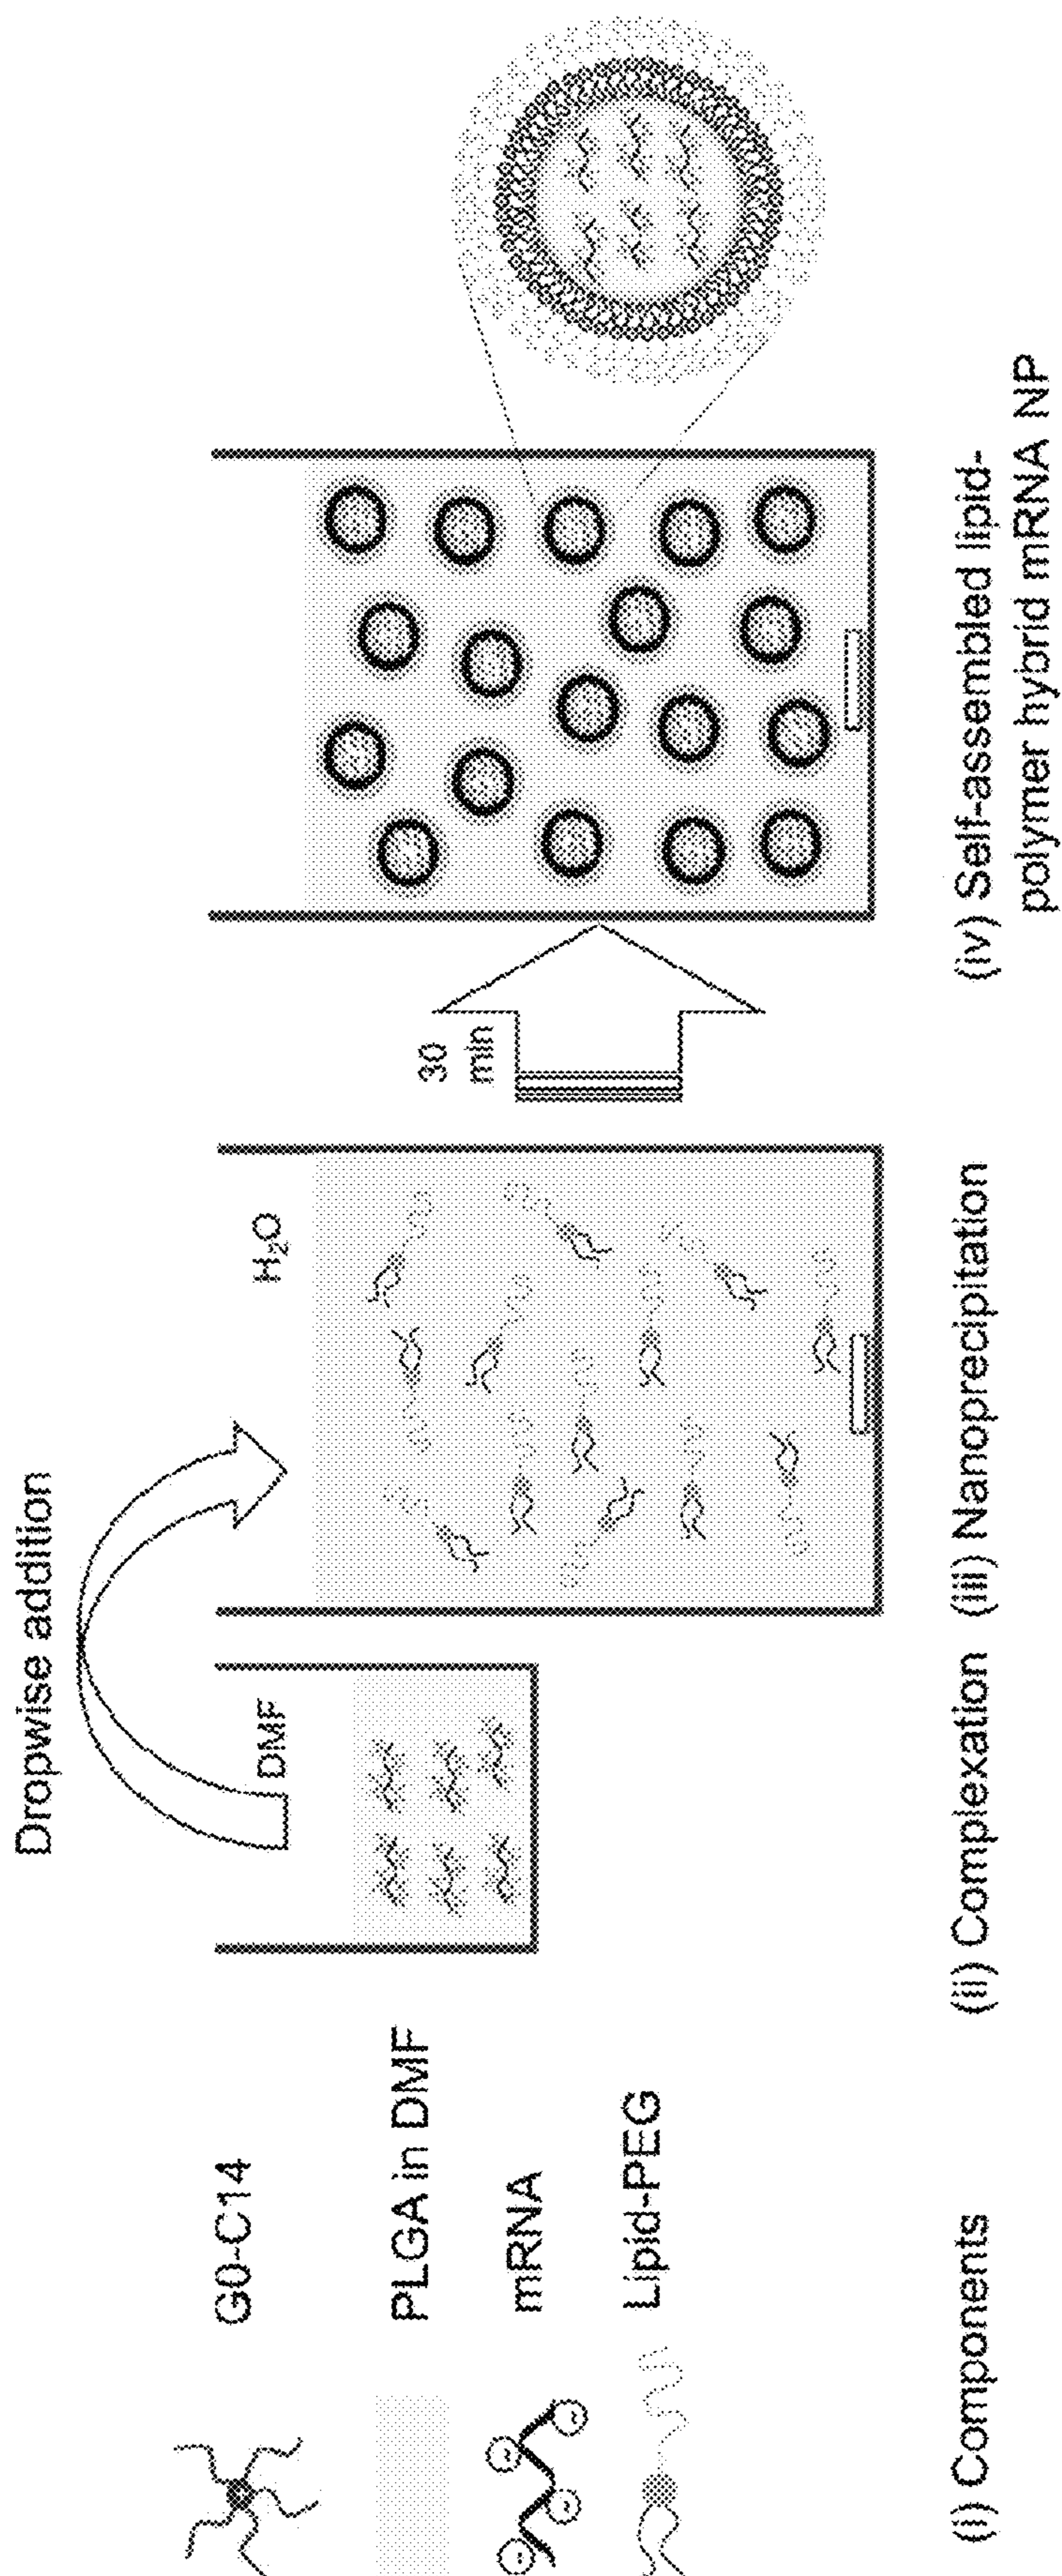 G0-C14
PLGA in DMF
mRNA
Lipid-PEG
(i) Components
Dropwise addition
DMF
(ii) Complexation
H₂O
(iii) Nanoprecipitation
30
min
(iv) Self-assembled lipid-
polymer hybrid mRNA NP